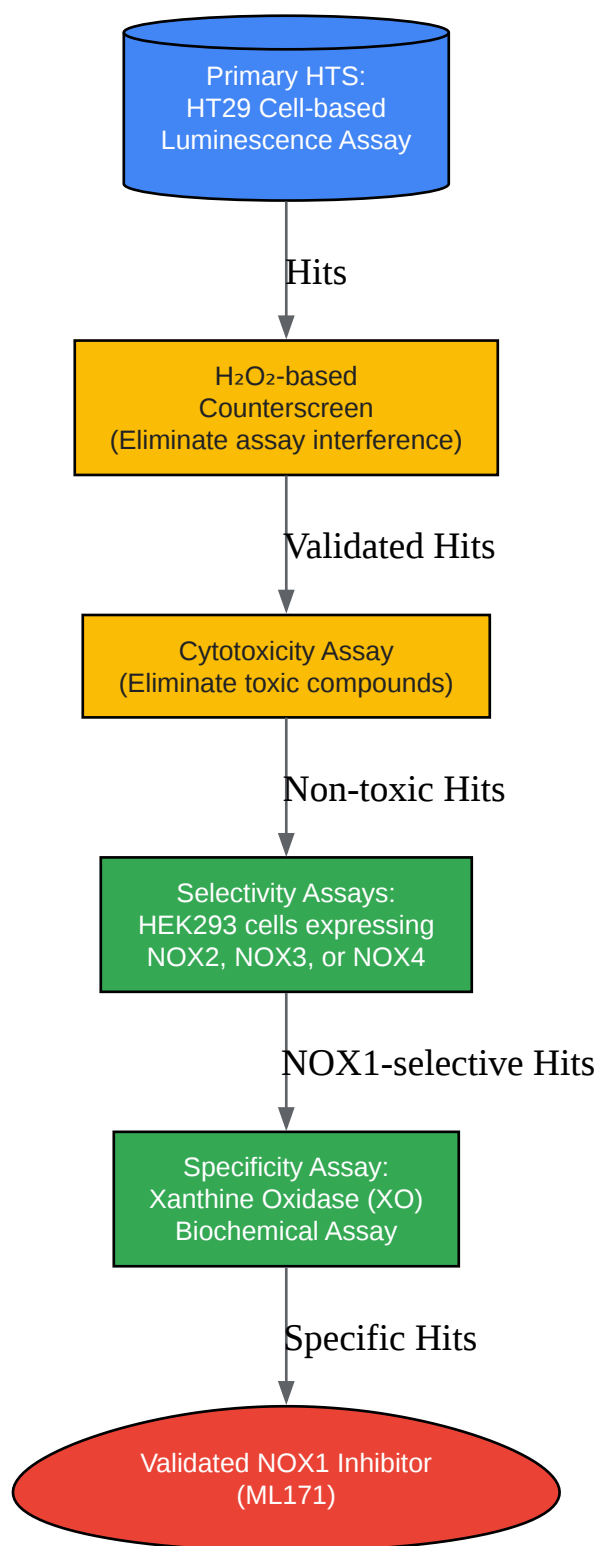 Primary HTS:
HT29 Cell-based
Luminescence Assay
Hits
H₂O₂-based
Counterscreen
(Eliminate assay interference)
Validated Hits
Cytotoxicity Assay
(Eliminate toxic compounds)
Non-toxic Hits
Selectivity Assays:
HEK293 cells expressing
NOX2, NOX3, or NOX4
NOX1-selective Hits
Specificity Assay:
Xanthine Oxidase (XO)
Biochemical Assay
Specific Hits
Validated NOX1 Inhibitor
(ML171)